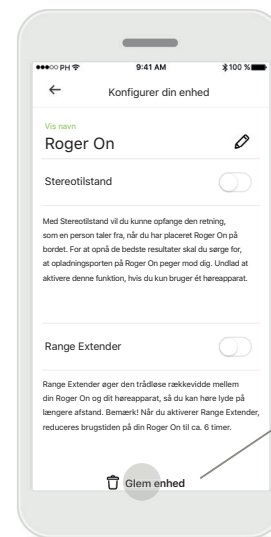 PH 9:41 AM 100 %
Konfigurer din enhed
Vis navn
Roger On
Stereotilstand
Med Stereotilstand vil du kunne opfange den retning,
som en person taler fra, når du har placeret Roger On på
bordet. For at opnå de bedste resultater skal du sørge for,
at opladningsporten på Roger On peger mod dig. Undlad at
aktivere denne funktion, hvis du kun bruger ét høreapparat.
Range Extender
Range Extender øger den trådløse rækkevidde mellem
din Roger On og dit høreapparat, så du kan høre lyd på
længere afstand. Bemærk! Når du aktiverer Range Extender,
reduceres brugstiden på din Roger On til ca. 6 timer.
Glem enhed